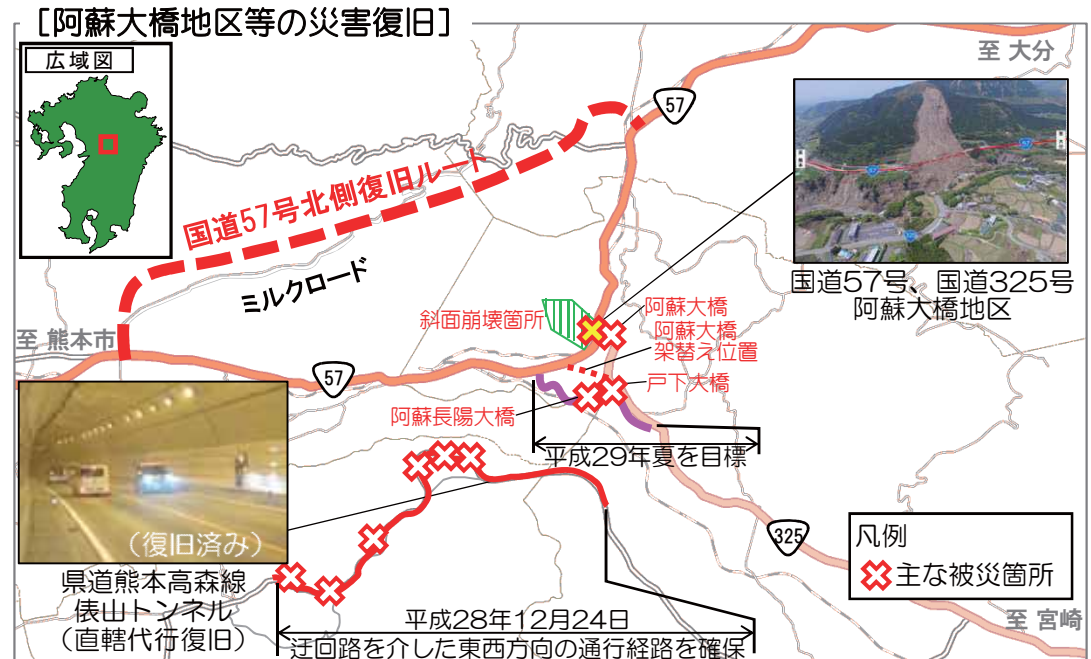 [阿蘇大橋地区等の災害復旧]
広域図
至 大分
57
国道57号北側復旧ルート
ミルクロード
国道57号、国道325号
阿蘇大橋地区
斜面崩壊箇所
阿蘇大橋
阿蘇大橋
架替え位置
至 熊本市
57
戸下大橋
阿蘇長陽大橋
平成29年夏を目標
(復旧済み)
県道熊本高森線
俵山トンネル
(直轄代行復旧)
325
凡例
主な被災箇所
至 宮崎
平成28年12月24日
迂回路を介した東西方向の通行経路を確保